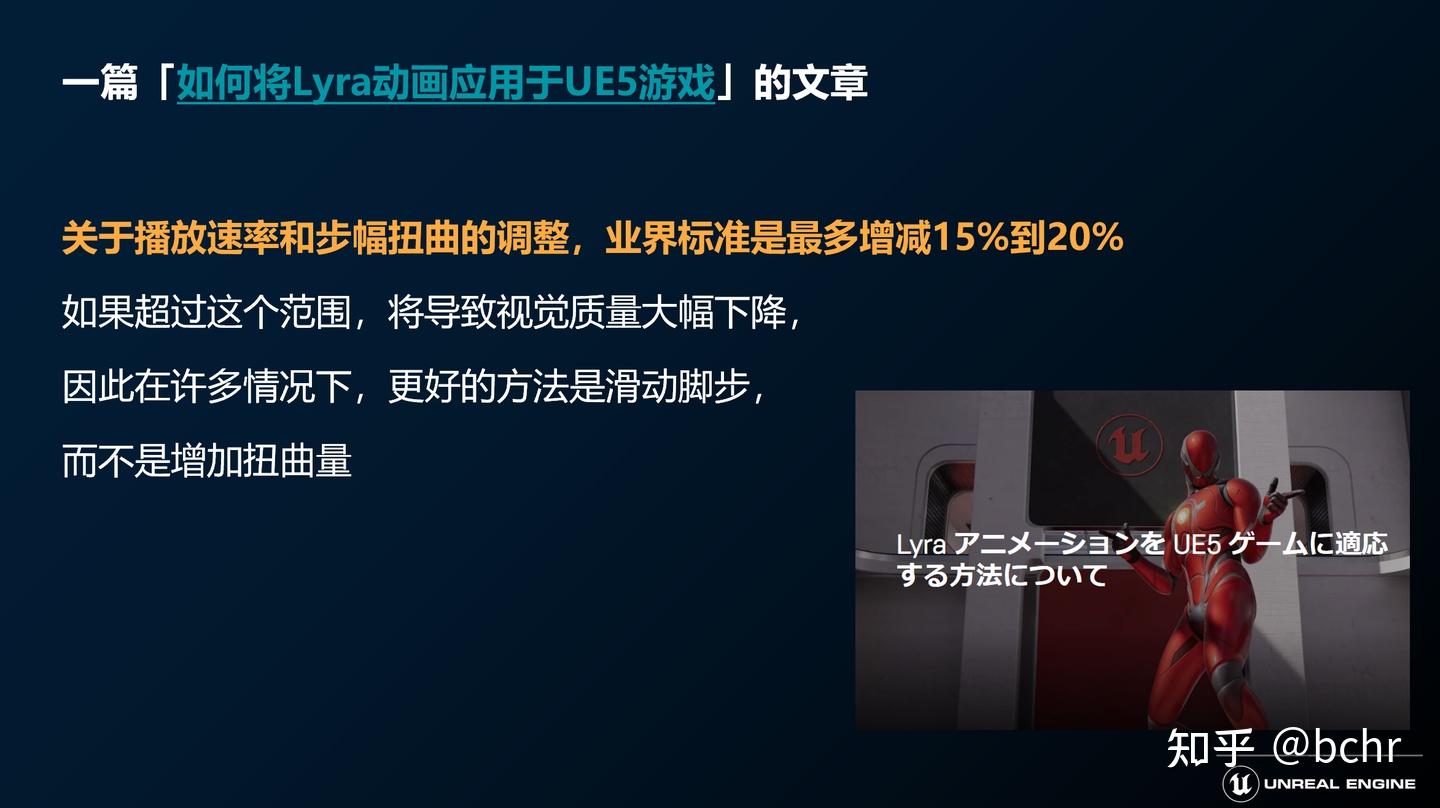 一篇「如何将Lyra动画应用于UE5游戏」的文章
关于播放速率和步幅扭曲的调整，业界标准是最多增减15%到20%
如果超过这个范围，将导致视觉质量大幅下降，
因此在许多情况下，更好的方法是滑动脚步，
而不是增加扭曲量
Lyra アニメーションを UE5 ゲームに適応
する方法について
知乎 @bchr
UNREAL ENGINE